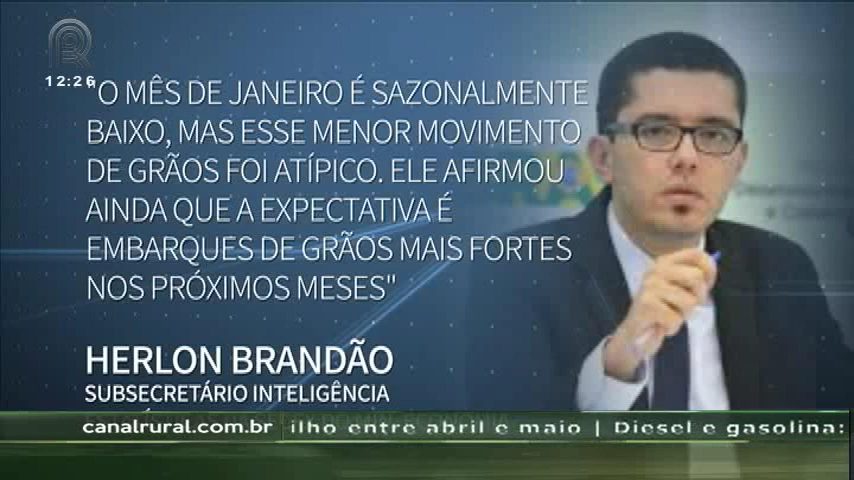 12:26
"O MÊS DE JANEIRO É SAZONALMENTE
BAIXO, MAS ESSE MENOR MOVIMENTO
DE GRÃOS FOI ATÍPICO. ELE AFIRMOU
AINDA QUE A EXPECTATIVA É
EMBARQUES DE GRÃOS MAIS FORTES
NOS PRÓXIMOS MESES"
HERLON BRANDÃO
SUBSECRETÁRIO INTELIGÊNCIA
canalrural.com.br ilho entre abril e maio | Diesel e gasolina: